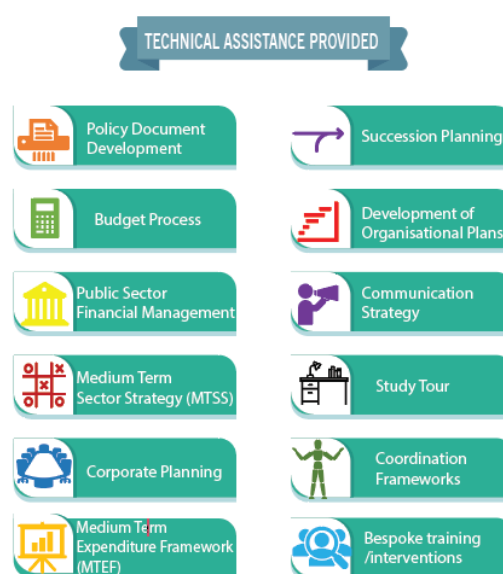 TECHNICAL ASSISTANCE PROVIDED
Policy Document
Development
Budget Process
Public Sector
Financial Management
Medium Term
Sector Strategy (MTSS)
Corporate Planning
Medium Term
Expenditure Framework
(MTEF)
Succession Planning
Development of
Organisational Plans
Communication
Strategy
Study Tour
Coordination
Frameworks
Bespoke training
/interventions